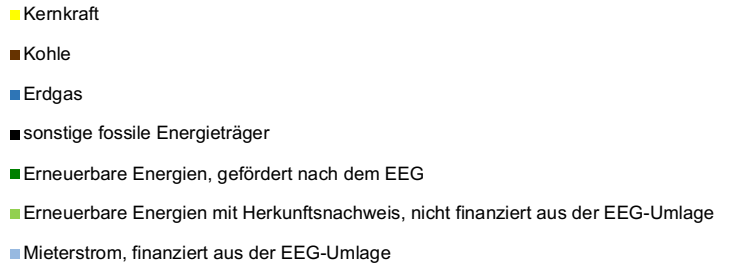 Kernkraft
Kohle
Erdgas
sonstige fossile Energieträger
Erneuerbare Energien, gefördert nach dem EEG
Erneuerbare Energien mit Herkunftsnachweis, nicht finanziert aus der EEG-Umlage
Mieterstrom, finanziert aus der EEG-Umlage